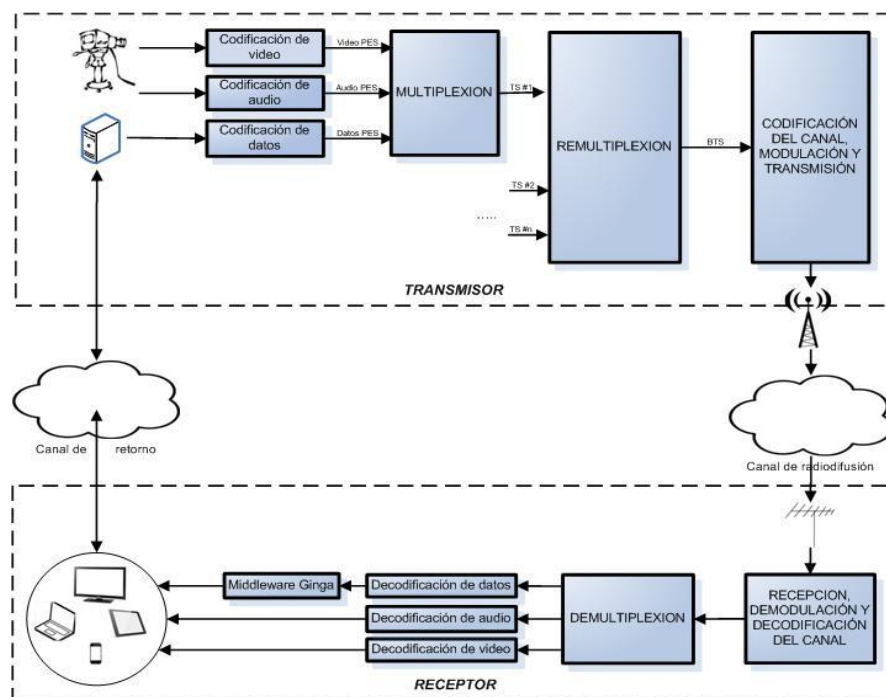 Codificación de
video
Video PES
Codificación de
audio
Audio PES
Codificación de
datos
Datos PES
MULTIPLEXION
TS #1
TS #2
.....
TS #n
REMULTIPLEXION
BTS
CODIFICACIÓN
DEL CANAL,
MODULACIÓN Y
TRANSMISIÓN
TRANSMISOR
Canal de retorno
Canal de radiodifusión
Middleware Ginga
Decodificación de datos
Decodificación de audio
Decodificación de video
DEMULTIPLEXION
RECEPCION,
DEMODULACIÓN Y
DECODIFICACIÓN
DEL CANAL
RECEPTOR